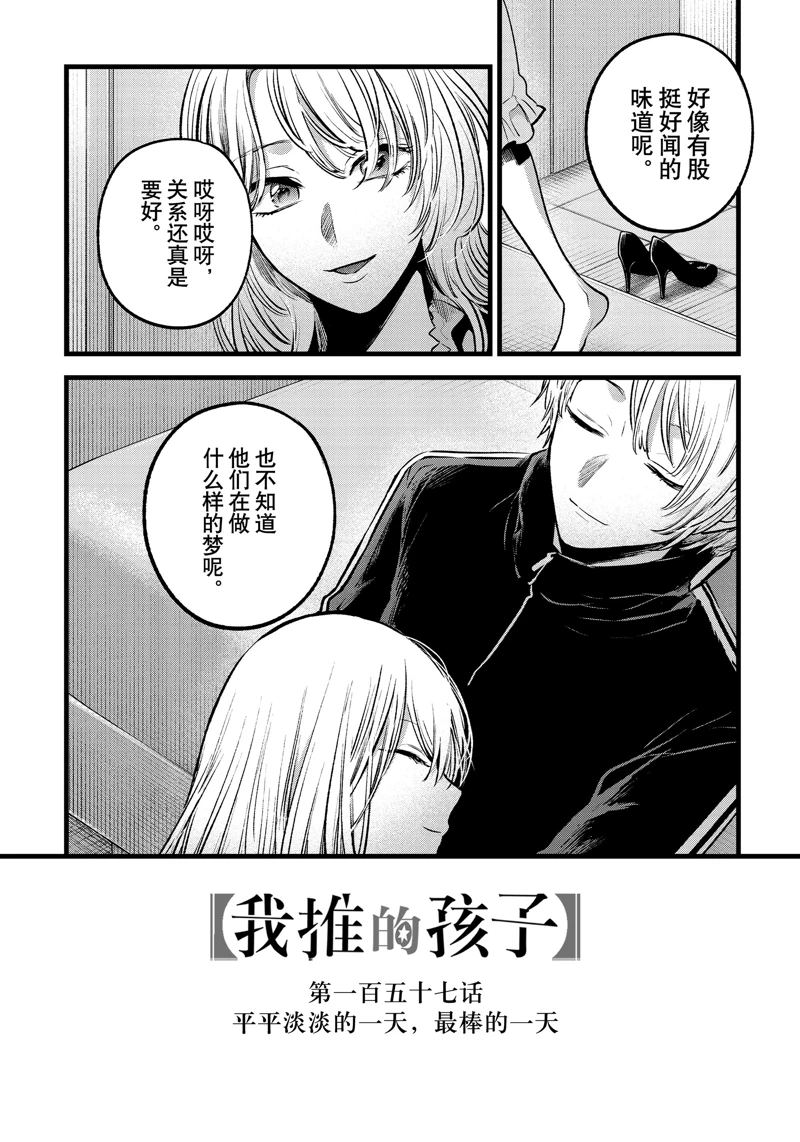 好像有股
挺好闻的
味道呢。
哎呀哎呀，
关系还真是
要好。
也不知道
他们在做
什么样的梦呢。
【我推的孩子】
第一百五十七话
平平淡淡的一天，最棒的一天